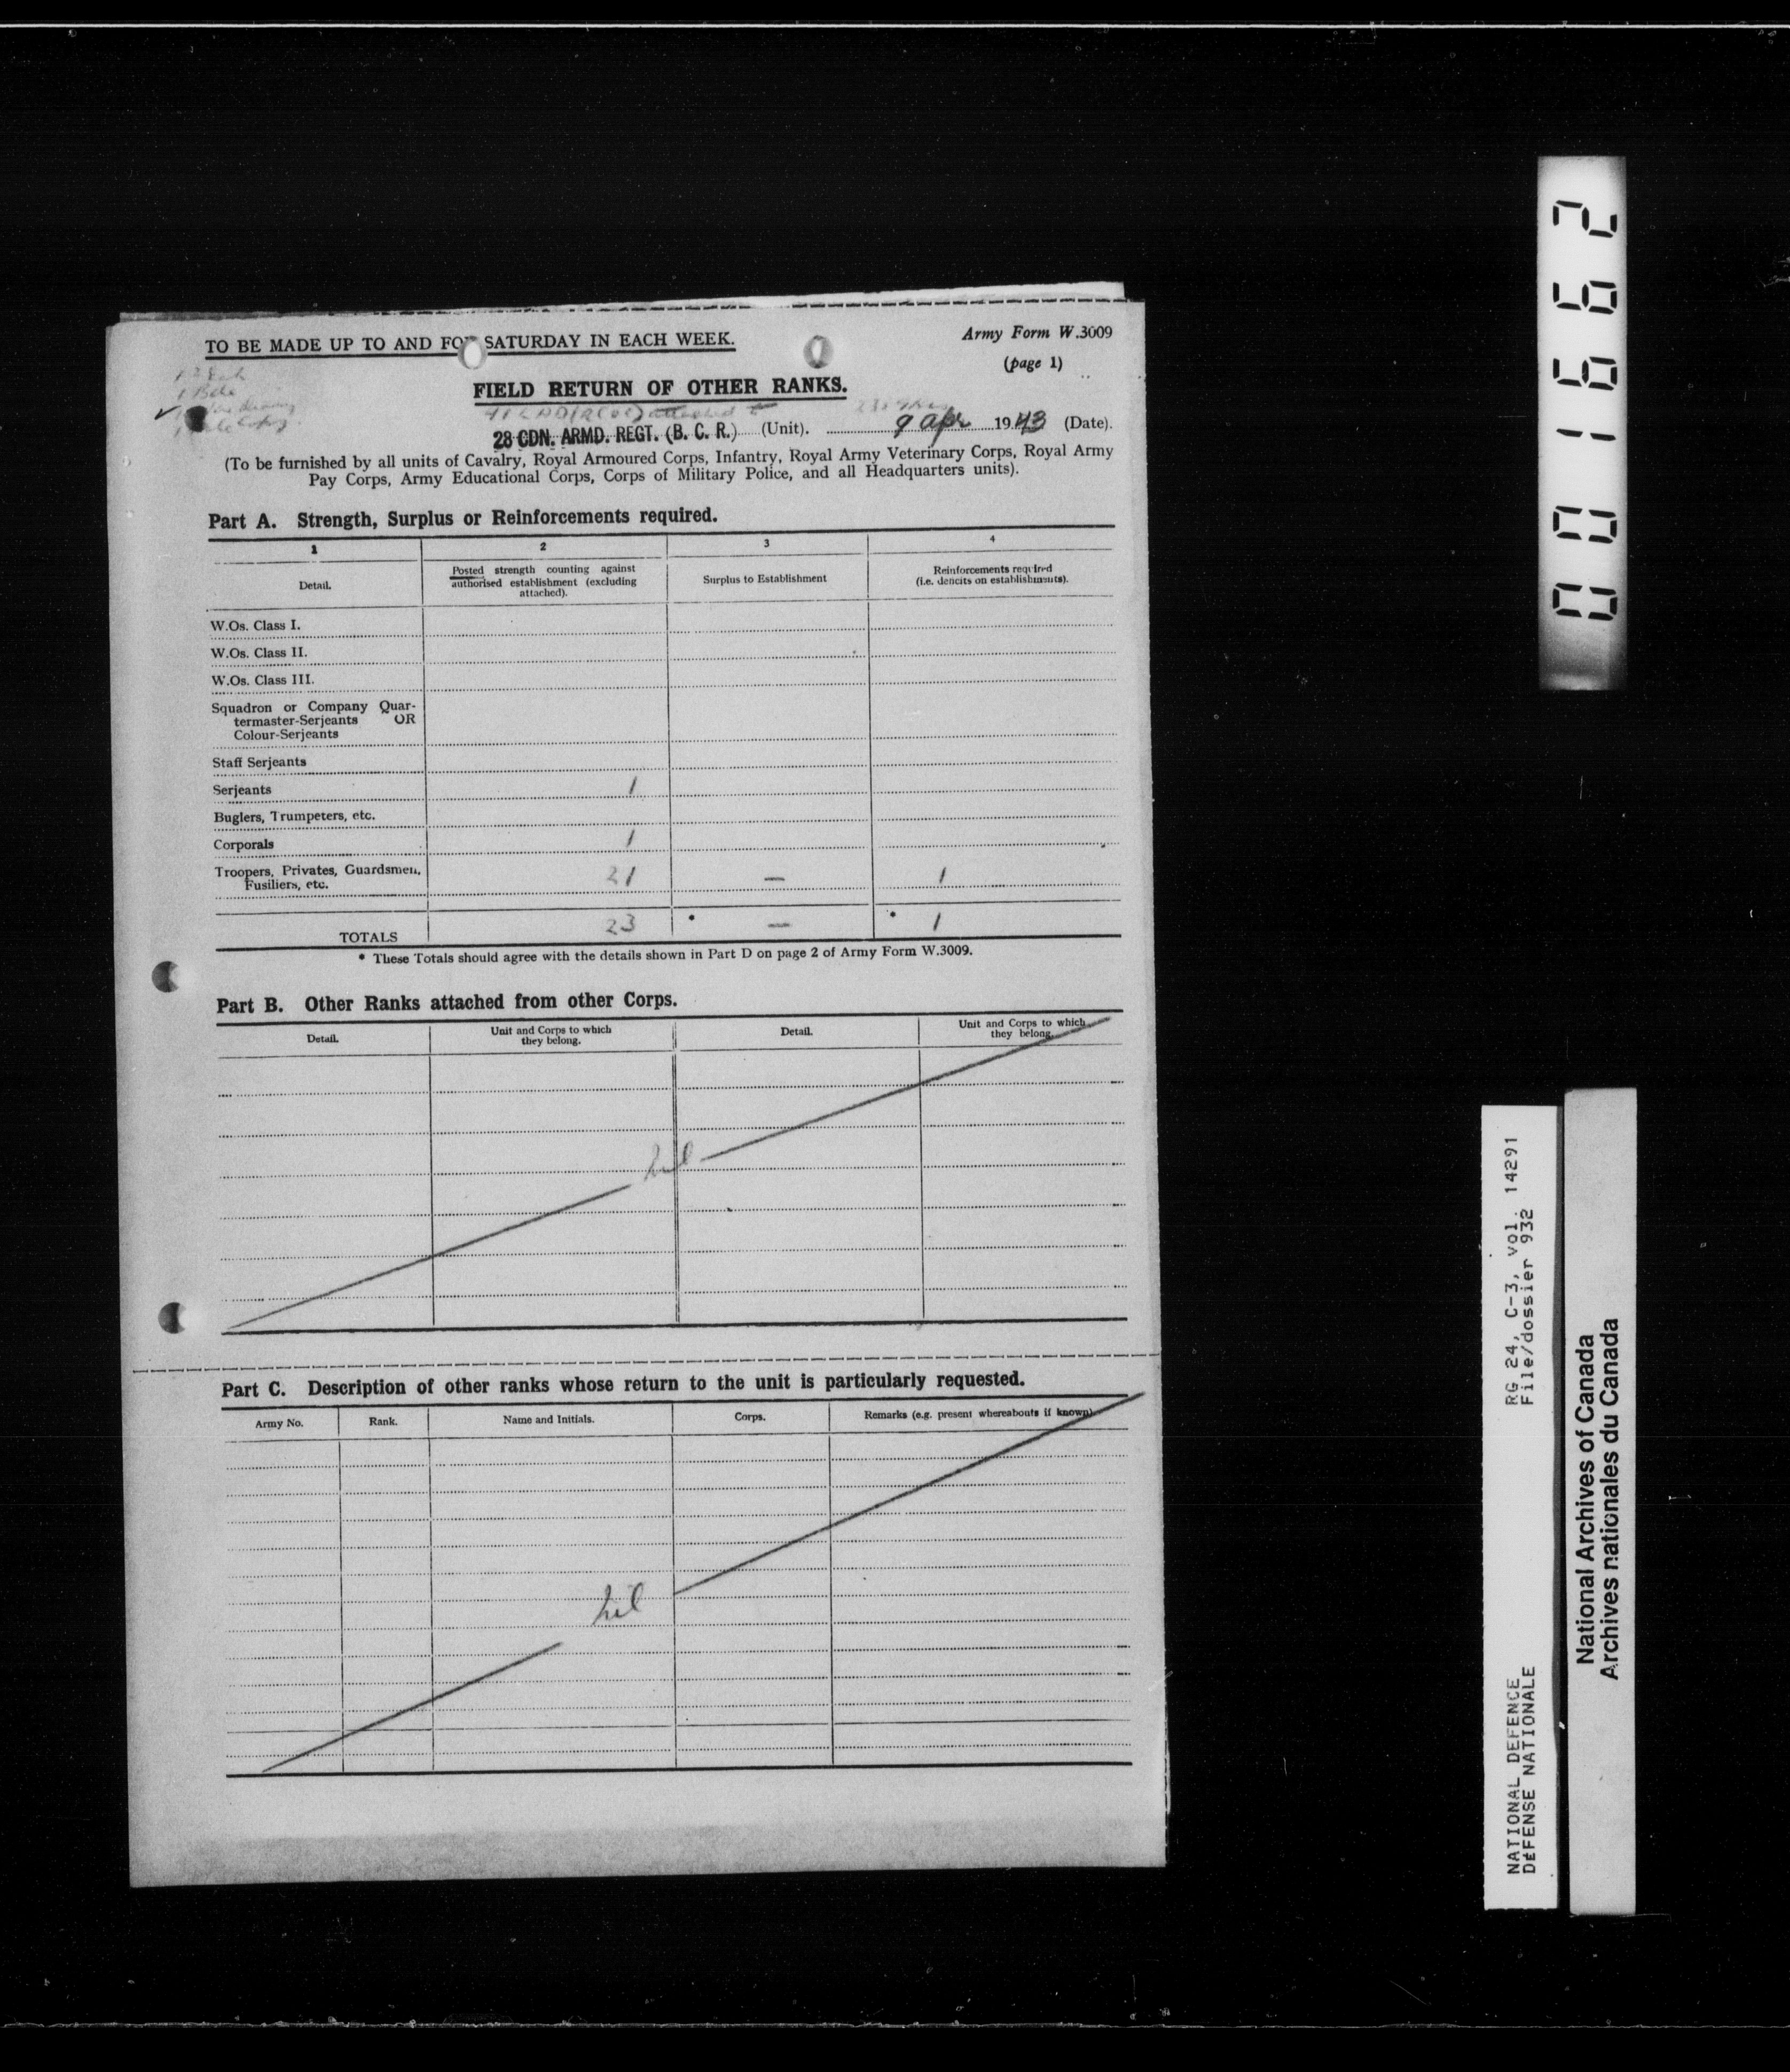 TO BE MADE UP TO AND FOR SATURDAY IN EACH WEEK.
Army Form W.3009
(page 1)
FIELD RETURN OF OTHER RANKS.
attached
28 CDN. ARMD. REGT. (B. C. R.) (Unit). 9 Apr 1943 (Date).
(To be furnished by all units of Cavalry, Royal Armoured Corps, Infantry, Royal Army Veterinary Corps, Royal Army
Pay Corps, Army Educational Corps, Corps of Military Police, and all Headquarters units).
Part A. Strength, Surplus or Reinforcements required.
1 2 3 4
Detail.
Posted strength counting against
authorised establishment (excluding
attached).
Surplus to Establishment
Reinforcements required
(i.e. deficits on establishments).
W.Os. Class I.
W.Os. Class II.
W.Os. Class III.
Squadron or Company Quar-
termaster-Serjeants OR
Colour-Serjeants
Staff Serjeants
Serjeants 1
Buglers, Trumpeters, etc.
Corporals 1
Troopers, Privates, Guardsmen,
Fusiliers, etc. 21 — 1
TOTALS 23 * — * 1
* These Totals should agree with the details shown in Part D on page 2 of Army Form W.3009.
Part B. Other Ranks attached from other Corps.
Detail.
Unit and Corps to which
they belong.
Detail.
Unit and Corps to which
they belong.
nil
Part C. Description of other ranks whose return to the unit is particularly requested.
Army No. Rank. Name and Initials. Corps. Remarks (e.g. present whereabouts if known).
nil
001662
RG 24, C-3, vol. 14291
File/dossier 932
NATIONAL DEFENCE
DÉFENSE NATIONALE
National Archives of Canada
Archives nationales du Canada